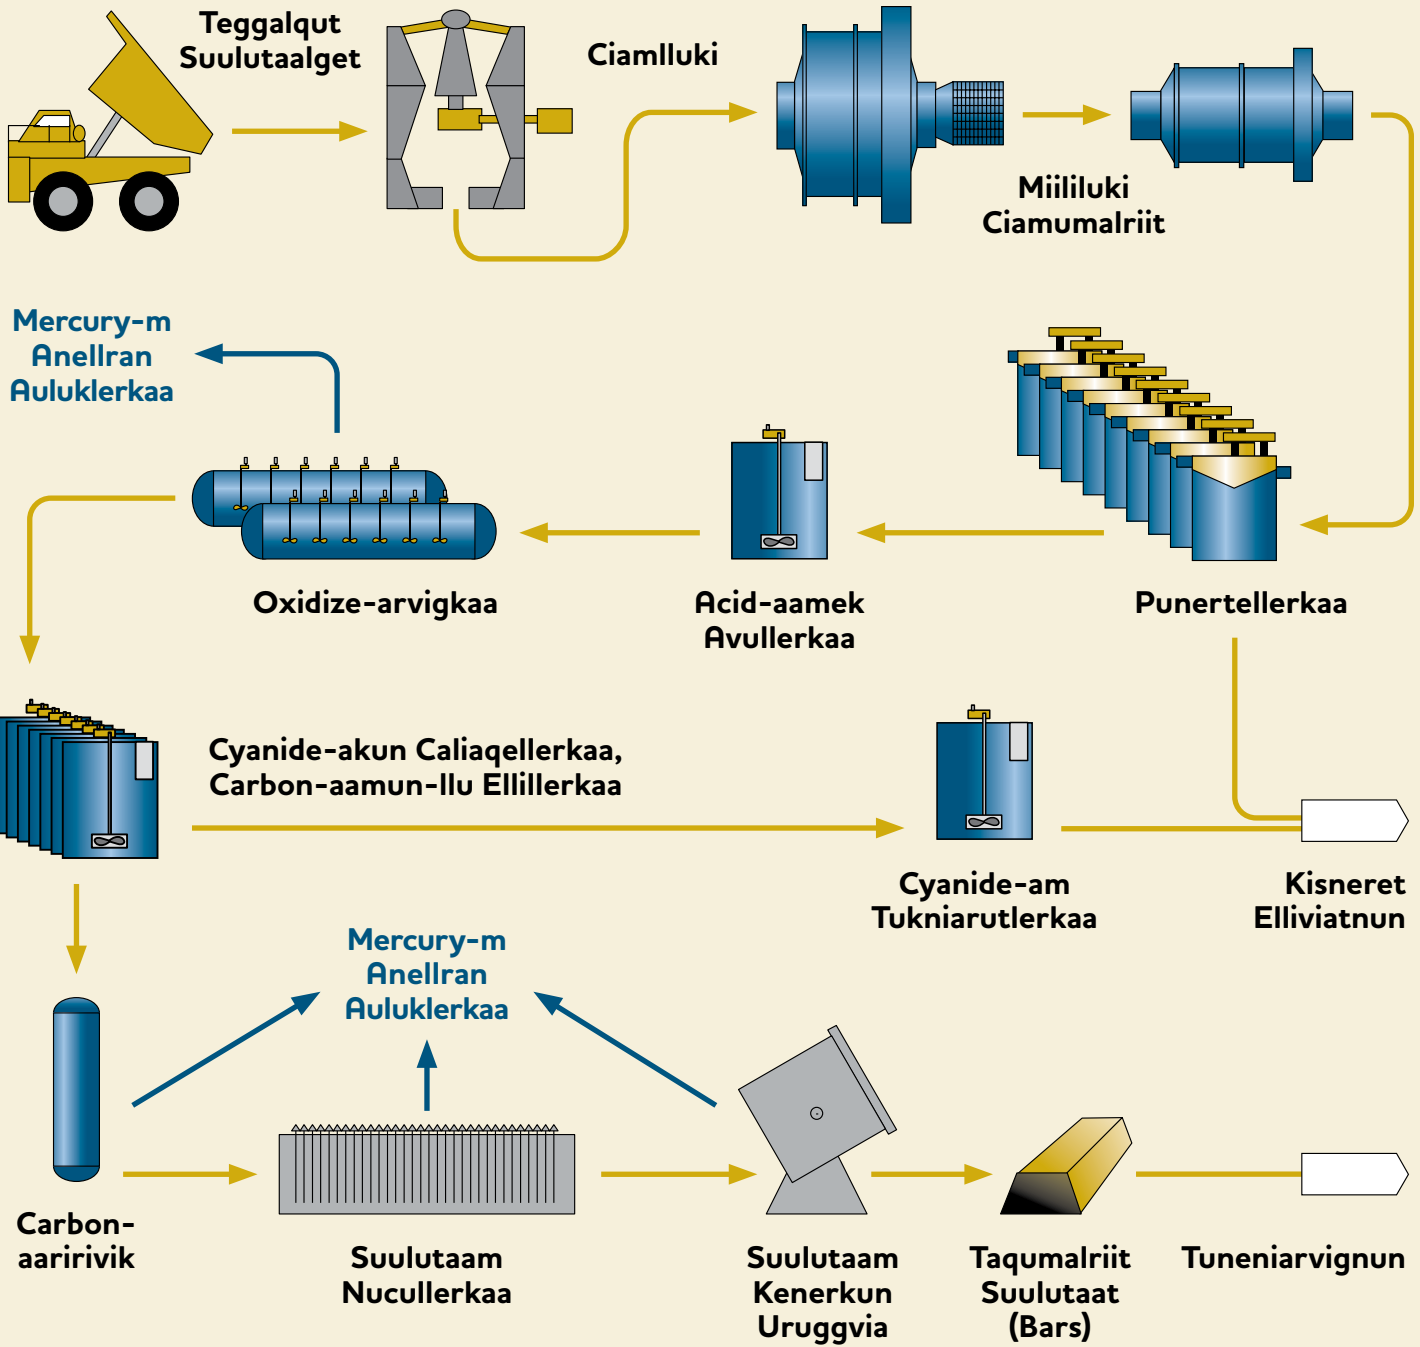 Teggalqut
Suulutaalget
Ciamlluki
Miililuki
Ciamumalriit
Mercury-m
Anellran
Auluklerkaa
Oxidize-arvigkaa
Acid-aamek
Avullerkaa
Punertellerkaa
Cyanide-akun Caliaqellerkaa,
Carbon-aamun-llu Ellillerkaa
Cyanide-am
Tukniarutlerkaa
Kisneret
Elliviatnun
Mercury-m
Anellran
Auluklerkaa
Carbon-
aaririvik
Suulutaam
Nucullerkaa
Suulutaam
Kenerkun
Uruggvia
Taqumalriit
Suulutaat
(Bars)
Tuneniarvignun